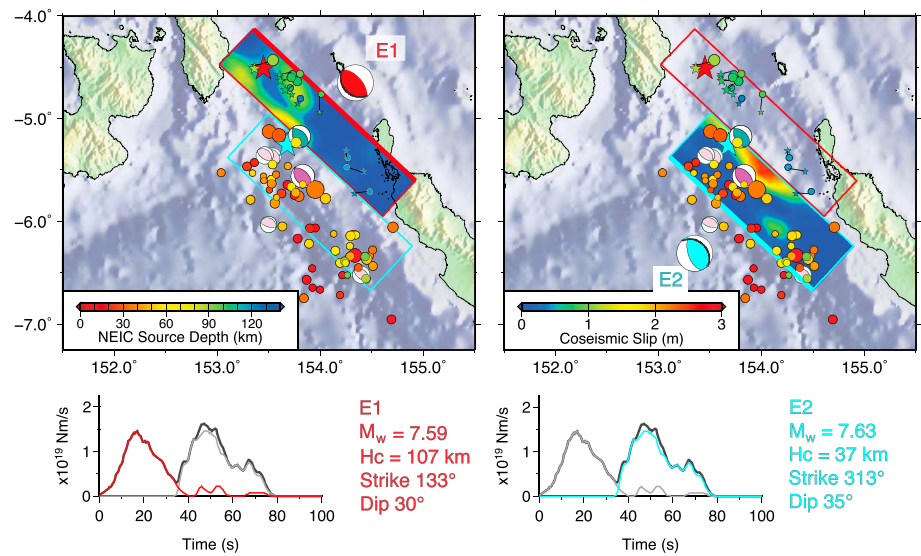 −4.0°
−5.0°
−6.0°
−7.0°
E1
0 30 60 90 120
NEIC Source Depth (km)
152.0° 153.0° 154.0° 155.0°
E2
0 1 2 3
Coseismic Slip (m)
152.0° 153.0° 154.0° 155.0°
x10¹⁹ Nm/s
2
1
0
0 20 40 60 80 100
Time (s)
E1
Mw = 7.59
Hc = 107 km
Strike 133°
Dip 30°
x10¹⁹ Nm/s
2
1
0
0 20 40 60 80 100
Time (s)
E2
Mw = 7.63
Hc = 37 km
Strike 313°
Dip 35°